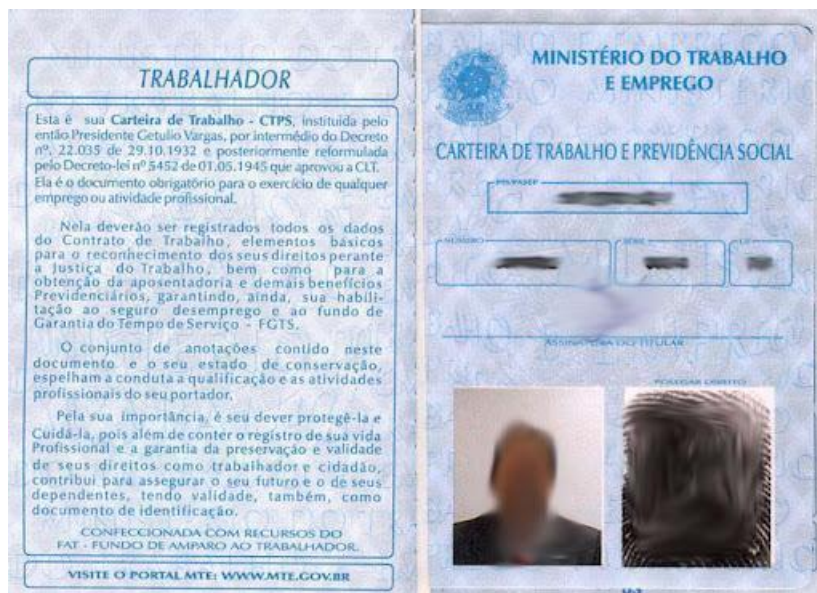 TRABALHADOR
Esta é sua Carteira de Trabalho - CTPS, instituida pelo
então Presidente Getulio Vargas, por intermédio do Decreto
nº. 22.035 de 29.10.1932 e posteriormente reformulada
pelo Decreto-lei nº 5452 de 01.05.1945 que aprovou a CLT.
Ela é o documento obrigatório para o exercício de qualquer
emprego ou atividade profissional.
Nela deverão ser registrados todos os dados
do Contrato de Trabalho, elementos básicos
para o reconhecimento dos seus direitos perante
a Justiça do Trabalho, bem como para a
obtenção da aposentadoria e demais benefícios
Previdenciários, garantindo, ainda, sua habili-
tação ao seguro desemprego e ao fundo de
Garantia do Tempo de Serviço - FGTS.
O conjunto de anotações contido neste
documento e o seu estado de conservação,
espelham a conduta a qualificação e as atividades
profissionais do seu portador.
Pela sua importância, é seu dever protegê-la e
Cuidá-la, pois além de conter o registro de sua vida
Profissional e a garantia da preservação e validade
de seus direitos como trabalhador e cidadão,
contribui para assegurar o seu futuro e o de seus
dependentes, tendo validade, também, como
documento de identificação.
CONFECCIONADA COM RECURSOS DO
FAT - FUNDO DE AMPARO AO TRABALHADOR.
VISITE O PORTAL MTE: WWW.MTE.GOV.BR
MINISTÉRIO DO TRABALHO
E EMPREGO
CARTEIRA DE TRABALHO E PREVIDÊNCIA SOCIAL
PIS/PASEP
NÚMERO SÉRIE UF
ASSINATURA DO TITULAR
POLEGAR DIREITO